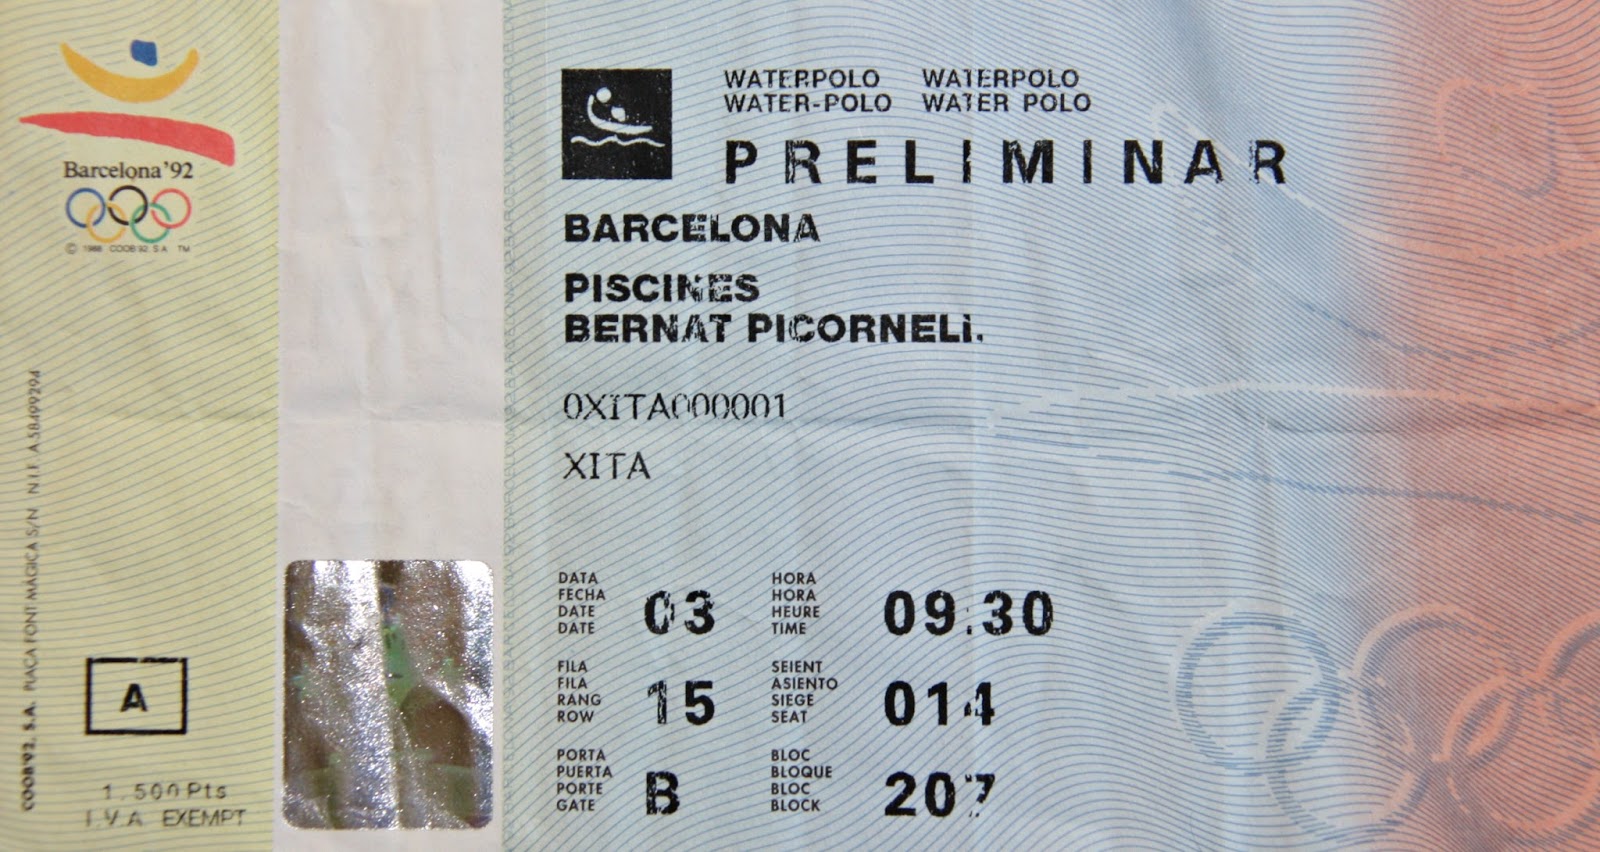 Barcelona'92
© 1988 COOB'92, S.A. TM
COOB'92, S.A. PLAÇA FONT MÀGICA S/N N.I.F. A58499294
A
1.500 Pts
I.V.A EXEMPT
WATERPOLO WATERPOLO
WATER-POLO WATER POLO
PRELIMINAR
BARCELONA
PISCINES
BERNAT PICORNELL
0XITA000001
XITA
DATA
FECHA
DATE
DATE
03
HORA
HORA
HEURE
TIME
09:30
FILA
FILA
RANG
ROW
15
SEIENT
ASIENTO
SIEGE
SEAT
014
PORTA
PUERTA
PORTE
GATE
B
BLOC
BLOQUE
BLOC
BLOCK
207